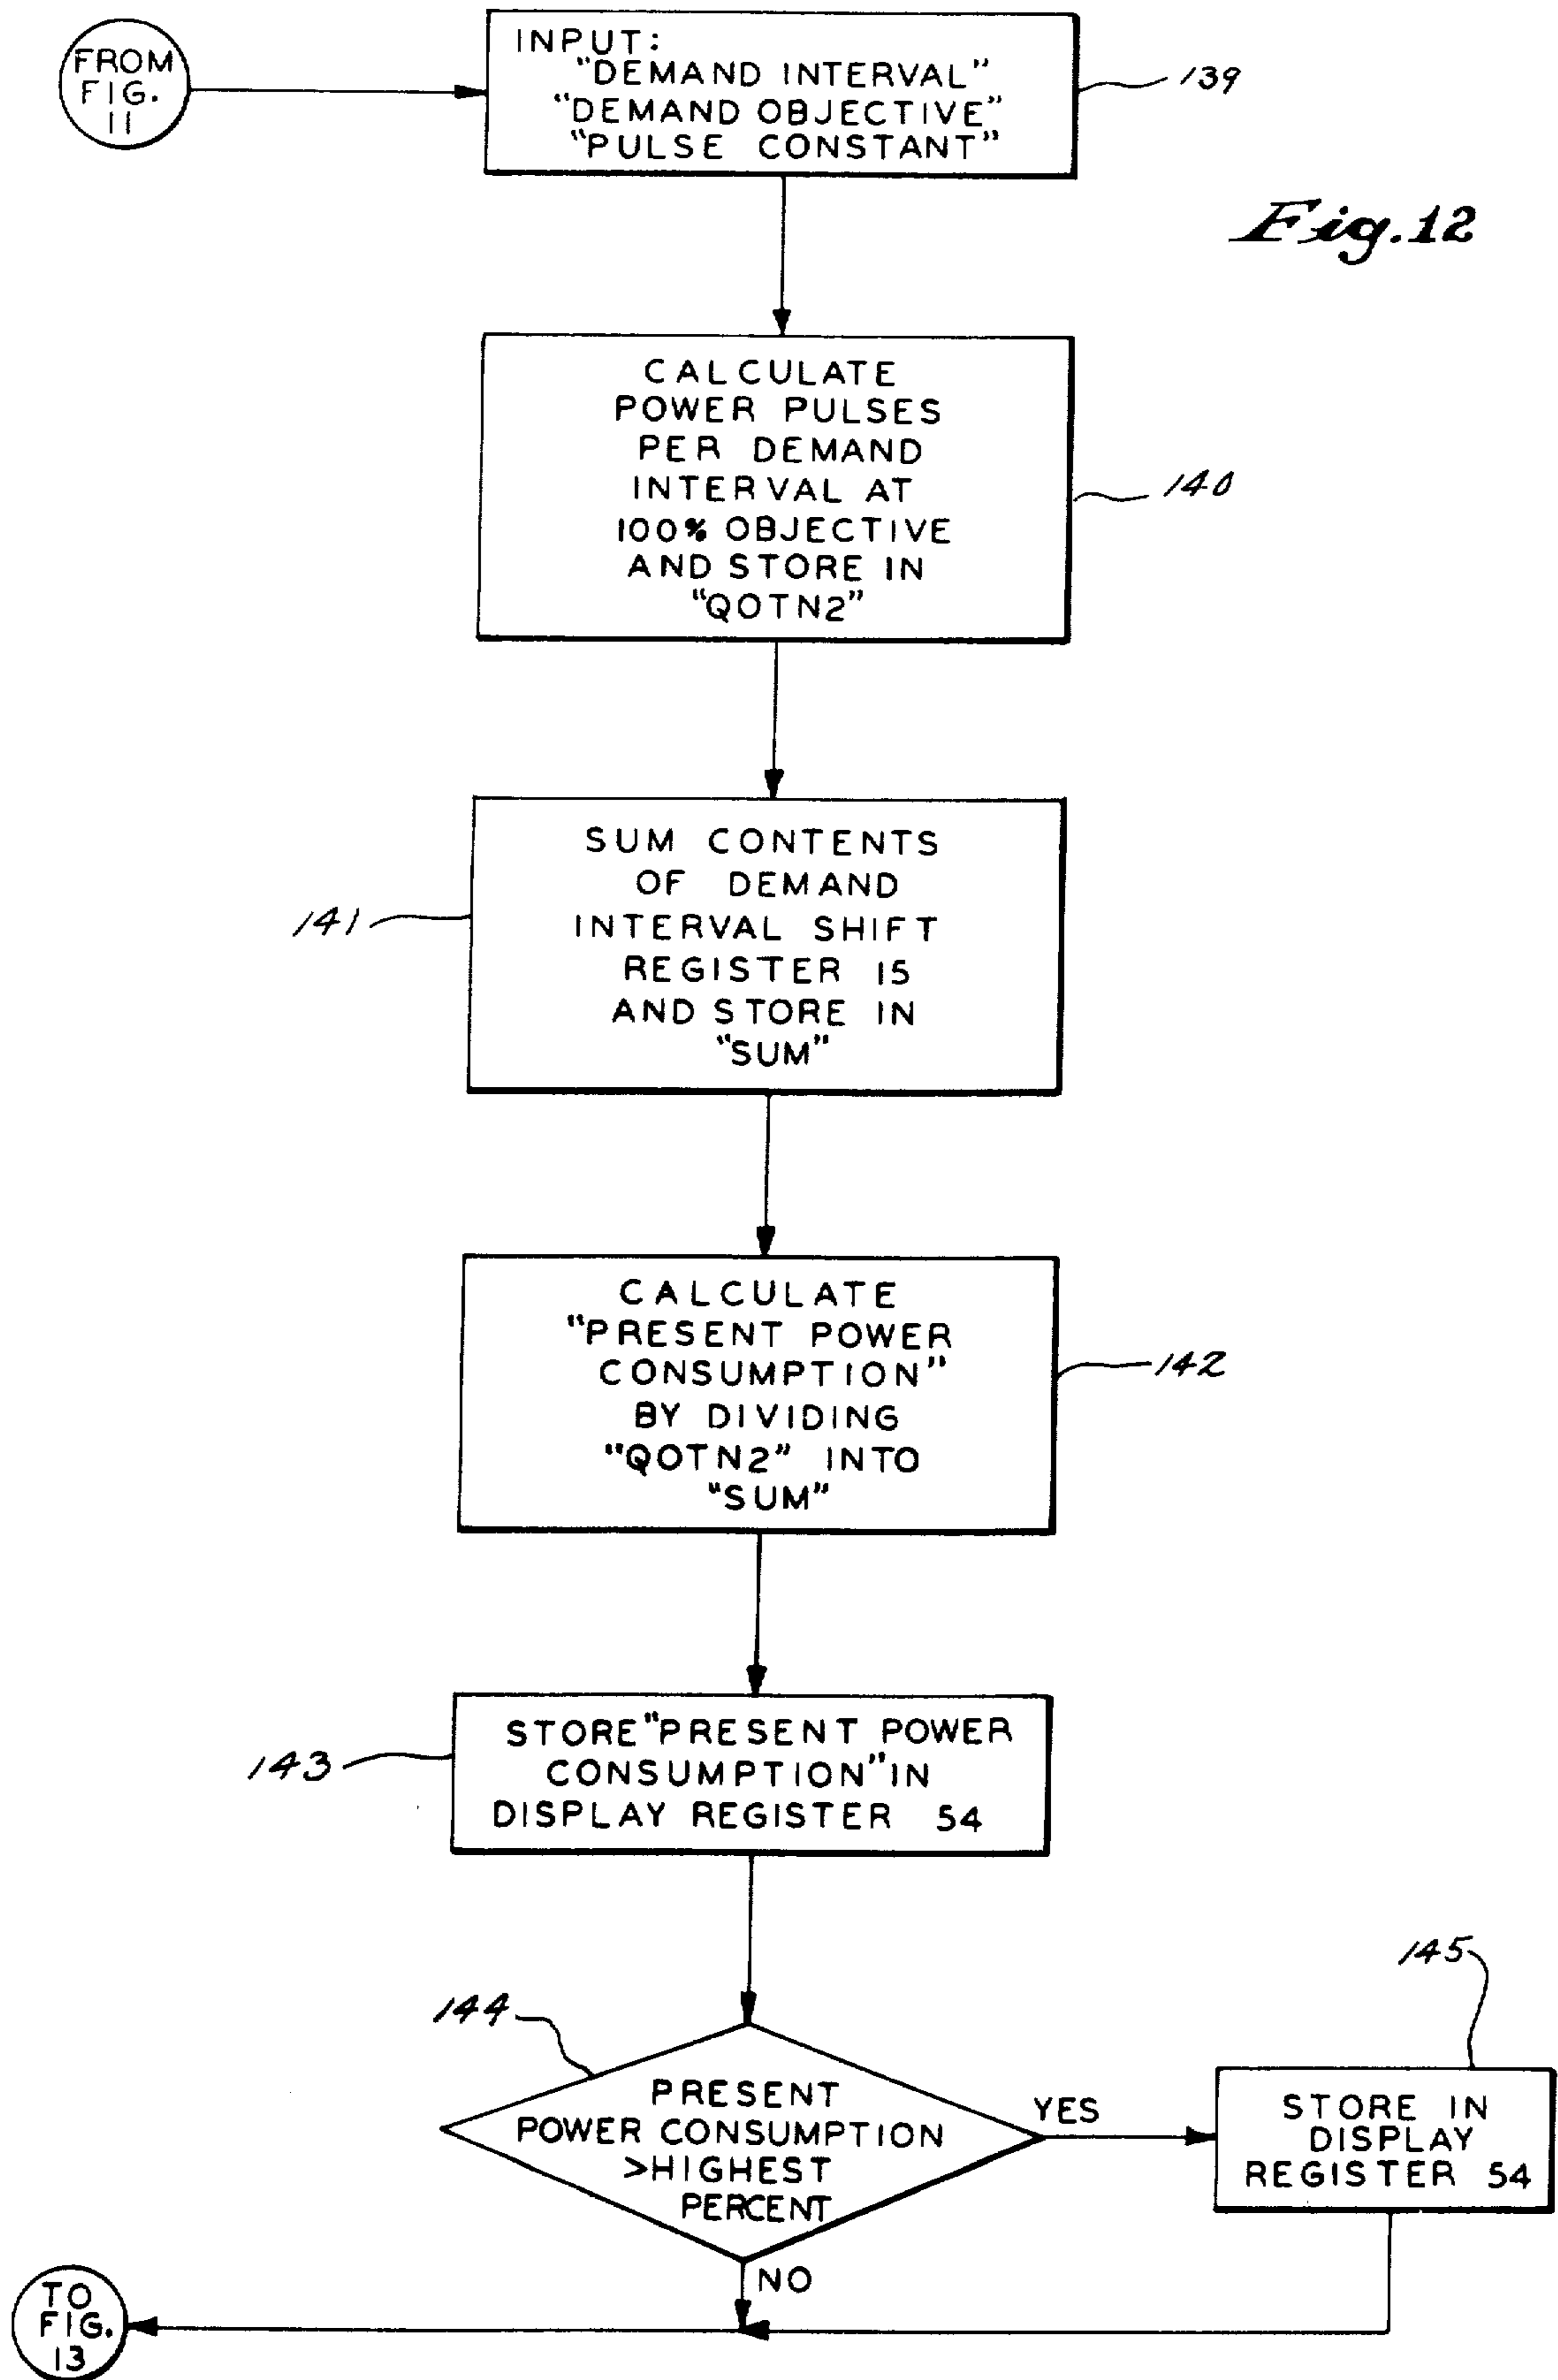 FROM
FIG.
11
INPUT:
"DEMAND INTERVAL"
"DEMAND OBJECTIVE"
"PULSE CONSTANT"
139
Fig. 12
CALCULATE
POWER PULSES
PER DEMAND
INTERVAL AT
100% OBJECTIVE
AND STORE IN
"QOTN2"
140
SUM CONTENTS
OF DEMAND
INTERVAL SHIFT
REGISTER 15
AND STORE IN
"SUM"
141
CALCULATE
"PRESENT POWER
CONSUMPTION"
BY DIVIDING
"QOTN2" INTO
"SUM"
142
STORE "PRESENT POWER
CONSUMPTION" IN
DISPLAY REGISTER 54
143
144
PRESENT
POWER CONSUMPTION
>HIGHEST
PERCENT
YES
145
STORE IN
DISPLAY
REGISTER 54
NO
TO
FIG.
13